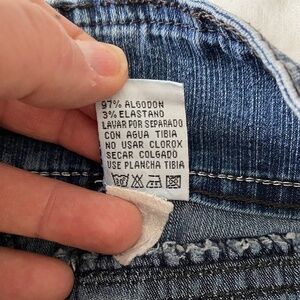 97% ALGODON
3% ELASTANO
LAVAR POR SEPARADO
CON AGUA TIBIA
NO USAR CLOROX
SECAR COLGADO
USE PLANCHA TIBIA